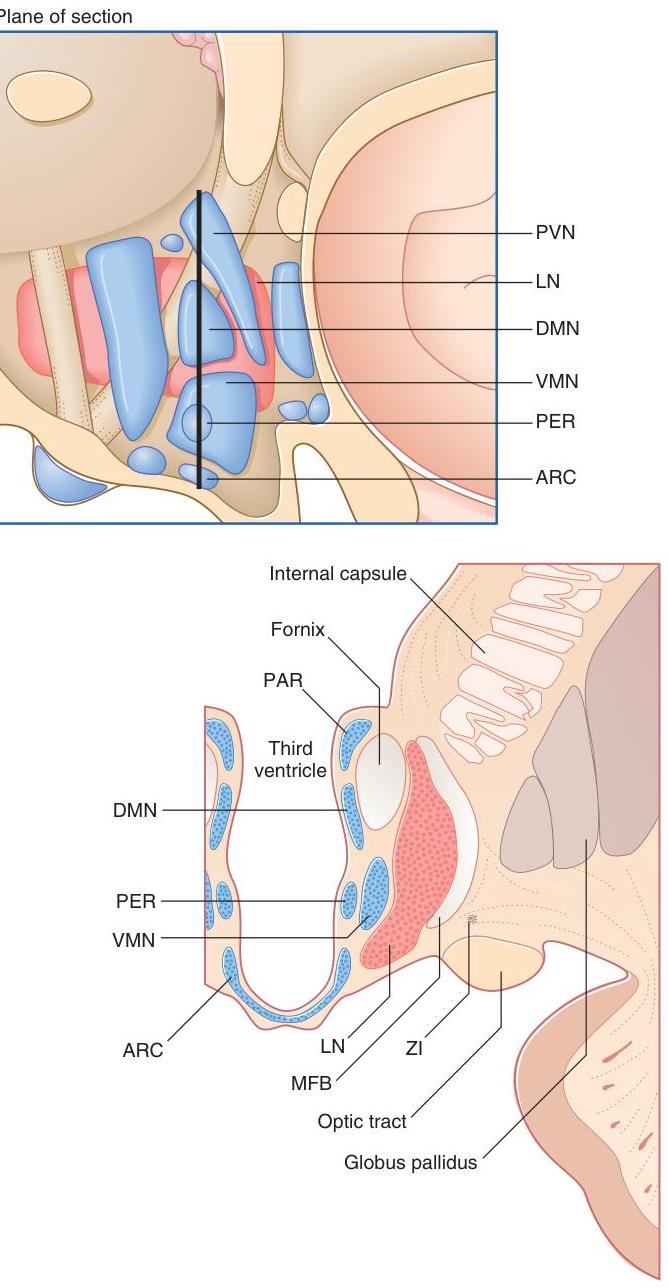 Plane of section
PVN
LN
DMN
VMN
PER
ARC
Internal capsule
Fornix
PAR
Third
ventricle
DMN
PER
VMN
ARC
LN
ZI
MFB
Optic tract
Globus pallidus